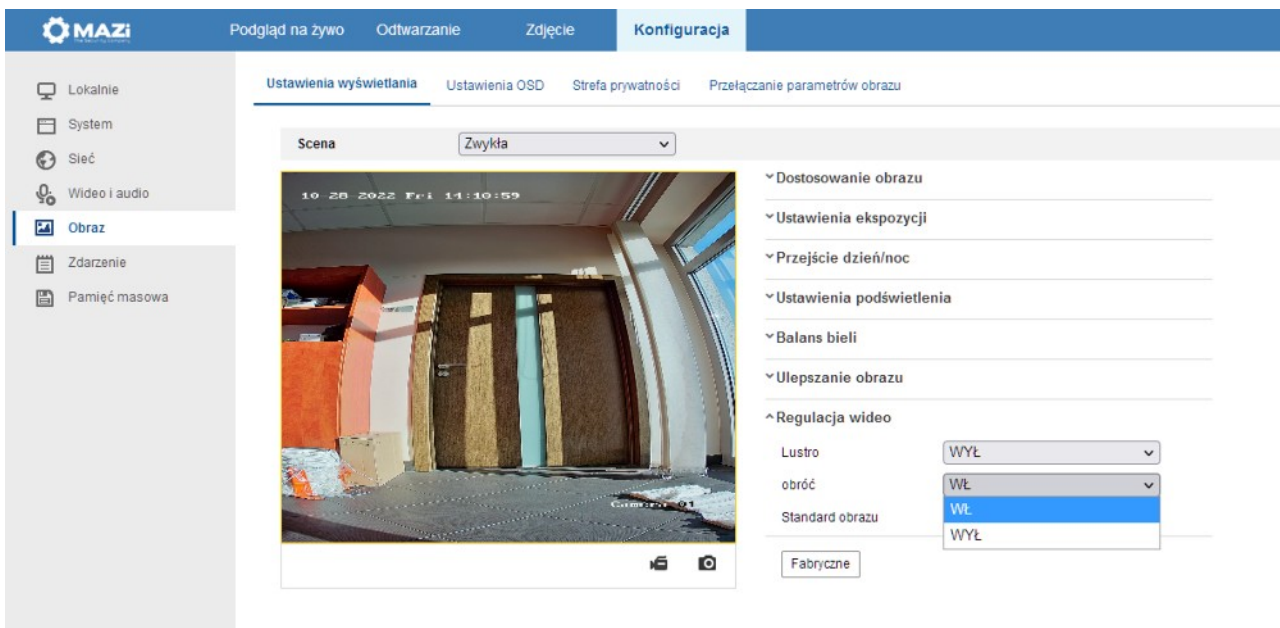 MAZi
Podgląd na żywo Odtwarzanie Zdjęcie Konfiguracja
Lokalnie
System
Sieć
Wideo i audio
Obraz
Zdarzenie
Pamięć masowa
Ustawienia wyświetlania Ustawienia OSD Strefa prywatności Przełączanie parametrów obrazu
Scena Zwykła
10-28-2022 Fri 14:10:59
Camera 01
Dostosowanie obrazu
Ustawienia ekspozycji
Przejście dzień/noc
Ustawienia podświetlenia
Balans bieli
Ulepszanie obrazu
Regulacja wideo
Lustro WYŁ
obróć WŁ
WŁ
Standard obrazu
WYŁ
Fabryczne